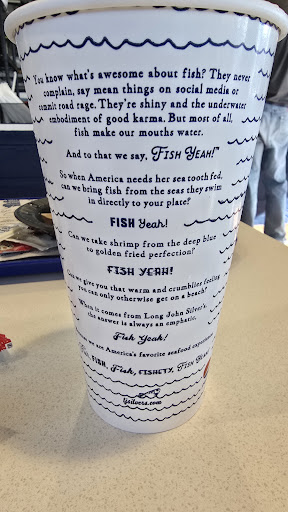 You know what's awesome about fish? They never
complain, say mean things on social media or
commit road rage. They're shiny and the underwater
embodiment of good karma. But most of all,
fish make our mouths water.
And to that we say, FISH YEAH!™
So when America needs her sea tooth fed,
can we bring fish from the seas they swim
in directly to your plate?
FISH Yeah!
Can we take shrimp from the deep blue
to golden fried perfection?
FISH YEAH!
Can we give you that warm and crumblies feeling
you can only otherwise get on a beach?
When it comes from Long John Silver's,
the answer is always an emphatic,
Fish Yeah!
we are America's favorite seafood experience
FISH, Fish, FISHETY, FISH YEAH!
ljsilvers.com